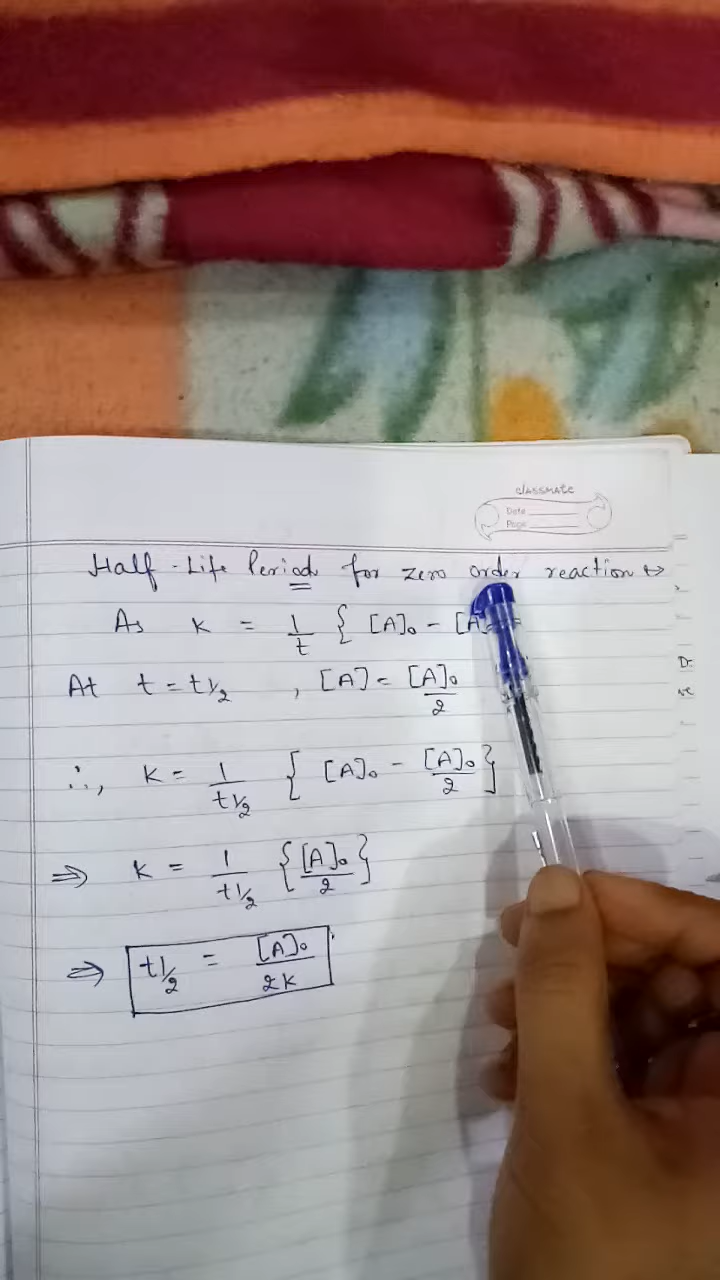 classmate
Date
Page
Half-Life Period for zero order reaction ↦
As K = 1/t { [A]₀ - [A]
At t = t1/2 , [A] = [A]₀/2
∴, K = 1/t1/2 { [A]₀ - [A]₀/2 }
⇒ K = 1/t1/2 { [A]₀/2 }
⇒ t1/2 = [A]₀/2K